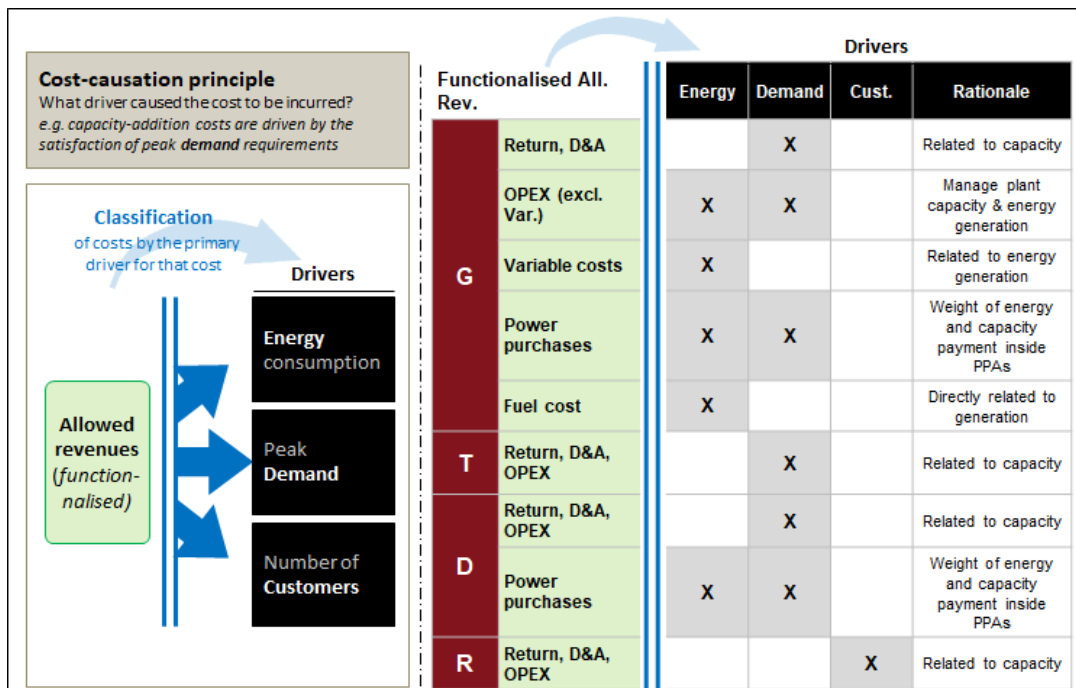 Cost-causation principle
What driver caused the cost to be incurred?
e.g. capacity-addition costs are driven by the
satisfaction of peak demand requirements
Classification
of costs by the primary
driver for that cost
Drivers
Allowed
revenues
(function-
nalised)
Energy
consumption
Peak
Demand
Number of
Customers
Functionalised All.
Rev.
Drivers
Energy
Demand
Cust.
Rationale
G
Return, D&A
X
Related to capacity
OPEX (excl.
Var.)
X
X
Manage plant
capacity & energy
generation
Variable costs
X
Related to energy
generation
Power
purchases
X
X
Weight of energy
and capacity
payment inside
PPAs
Fuel cost
X
Directly related to
generation
T
Return, D&A,
OPEX
X
Related to capacity
D
Return, D&A,
OPEX
X
Related to capacity
Power
purchases
X
X
Weight of energy
and capacity
payment inside
PPAs
R
Return, D&A,
OPEX
X
Related to capacity